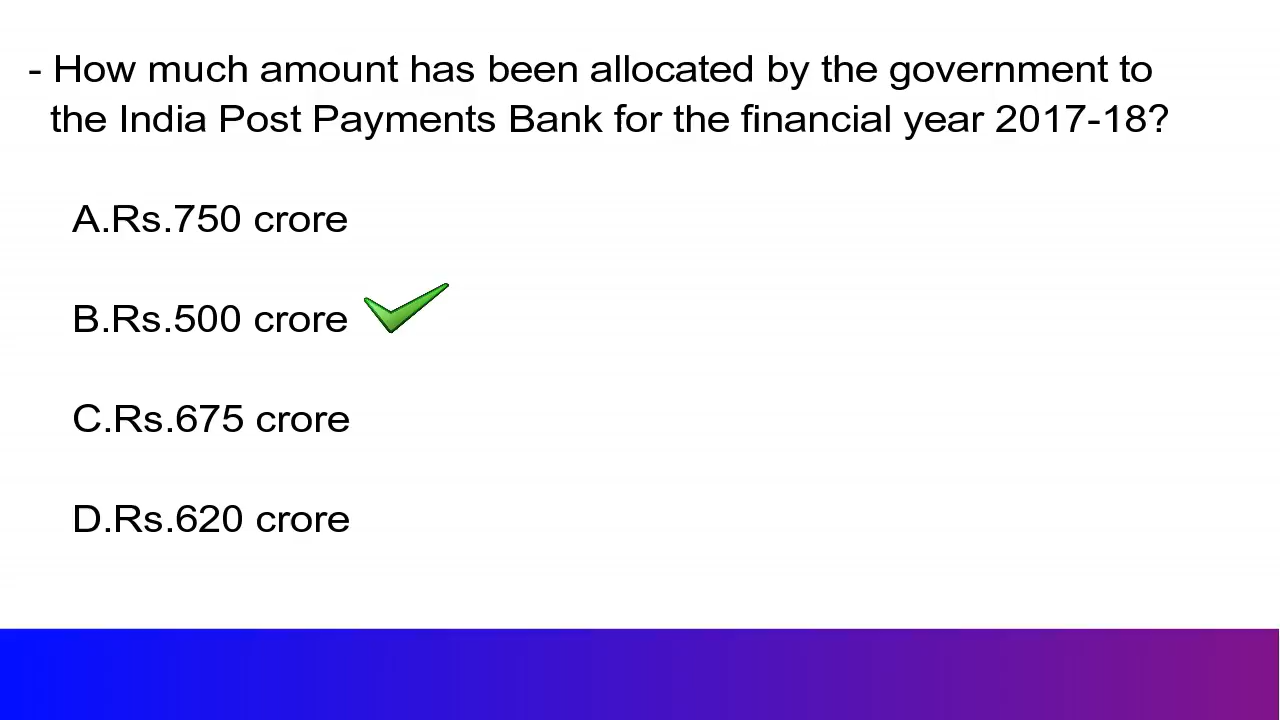 - How much amount has been allocated by the government to
the India Post Payments Bank for the financial year 2017-18?
A.Rs.750 crore
B.Rs.500 crore
C.Rs.675 crore
D.Rs.620 crore